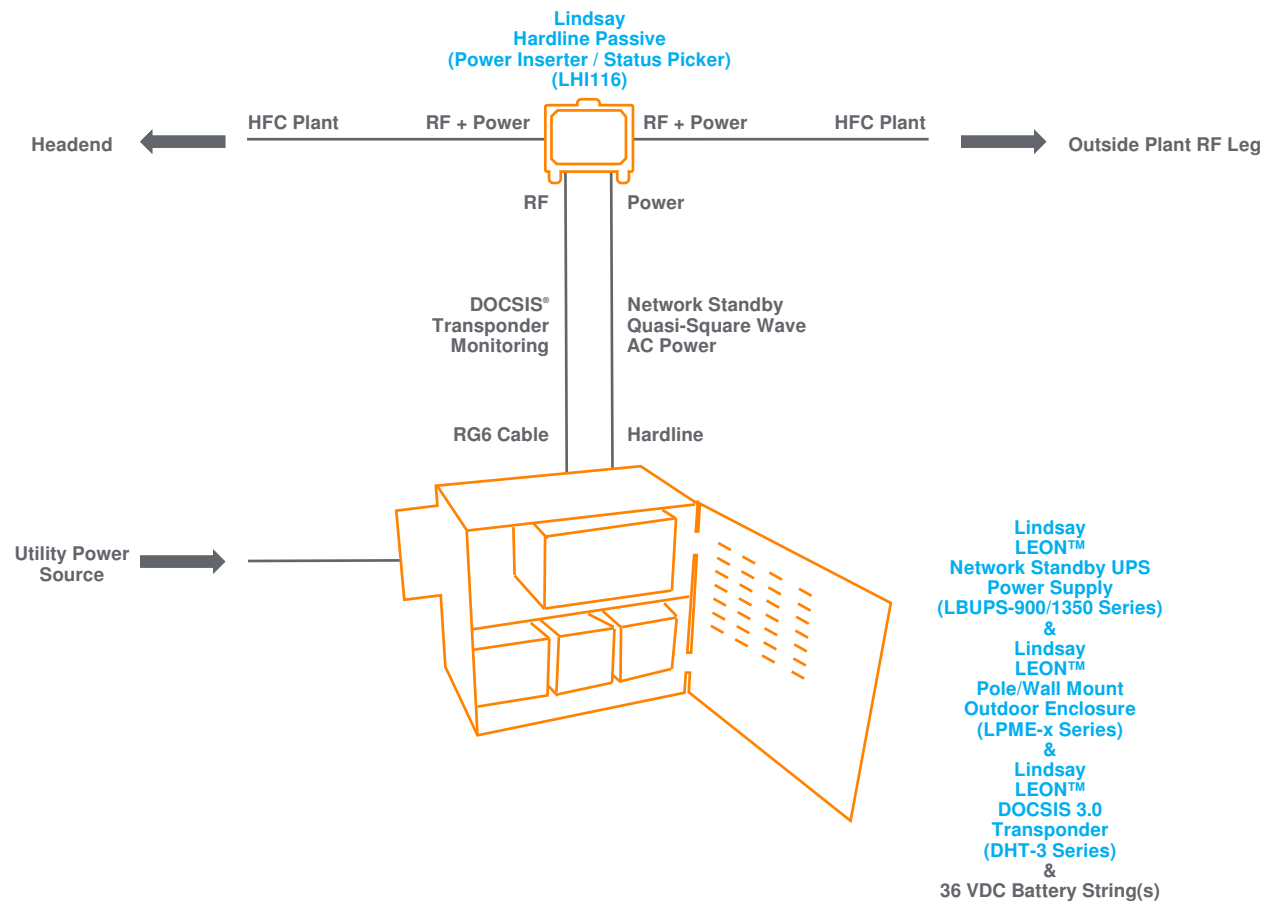 Lindsay
Hardline Passive
(Power Inserter / Status Picker)
(LHI116)
HFC Plant
RF + Power
RF + Power
HFC Plant
Headend
Outside Plant RF Leg
RF
Power
DOCSIS®
Transponder
Monitoring
Network Standby
Quasi-Square Wave
AC Power
RG6 Cable
Hardline
Utility Power
Source
Lindsay
LEON™
Network Standby UPS
Power Supply
(LBUPS-900/1350 Series)
&
Lindsay
LEON™
Pole/Wall Mount
Outdoor Enclosure
(LPME-x Series)
&
Lindsay
LEON™
DOCSIS 3.0
Transponder
(DHT-3 Series)
&
36 VDC Battery String(s)